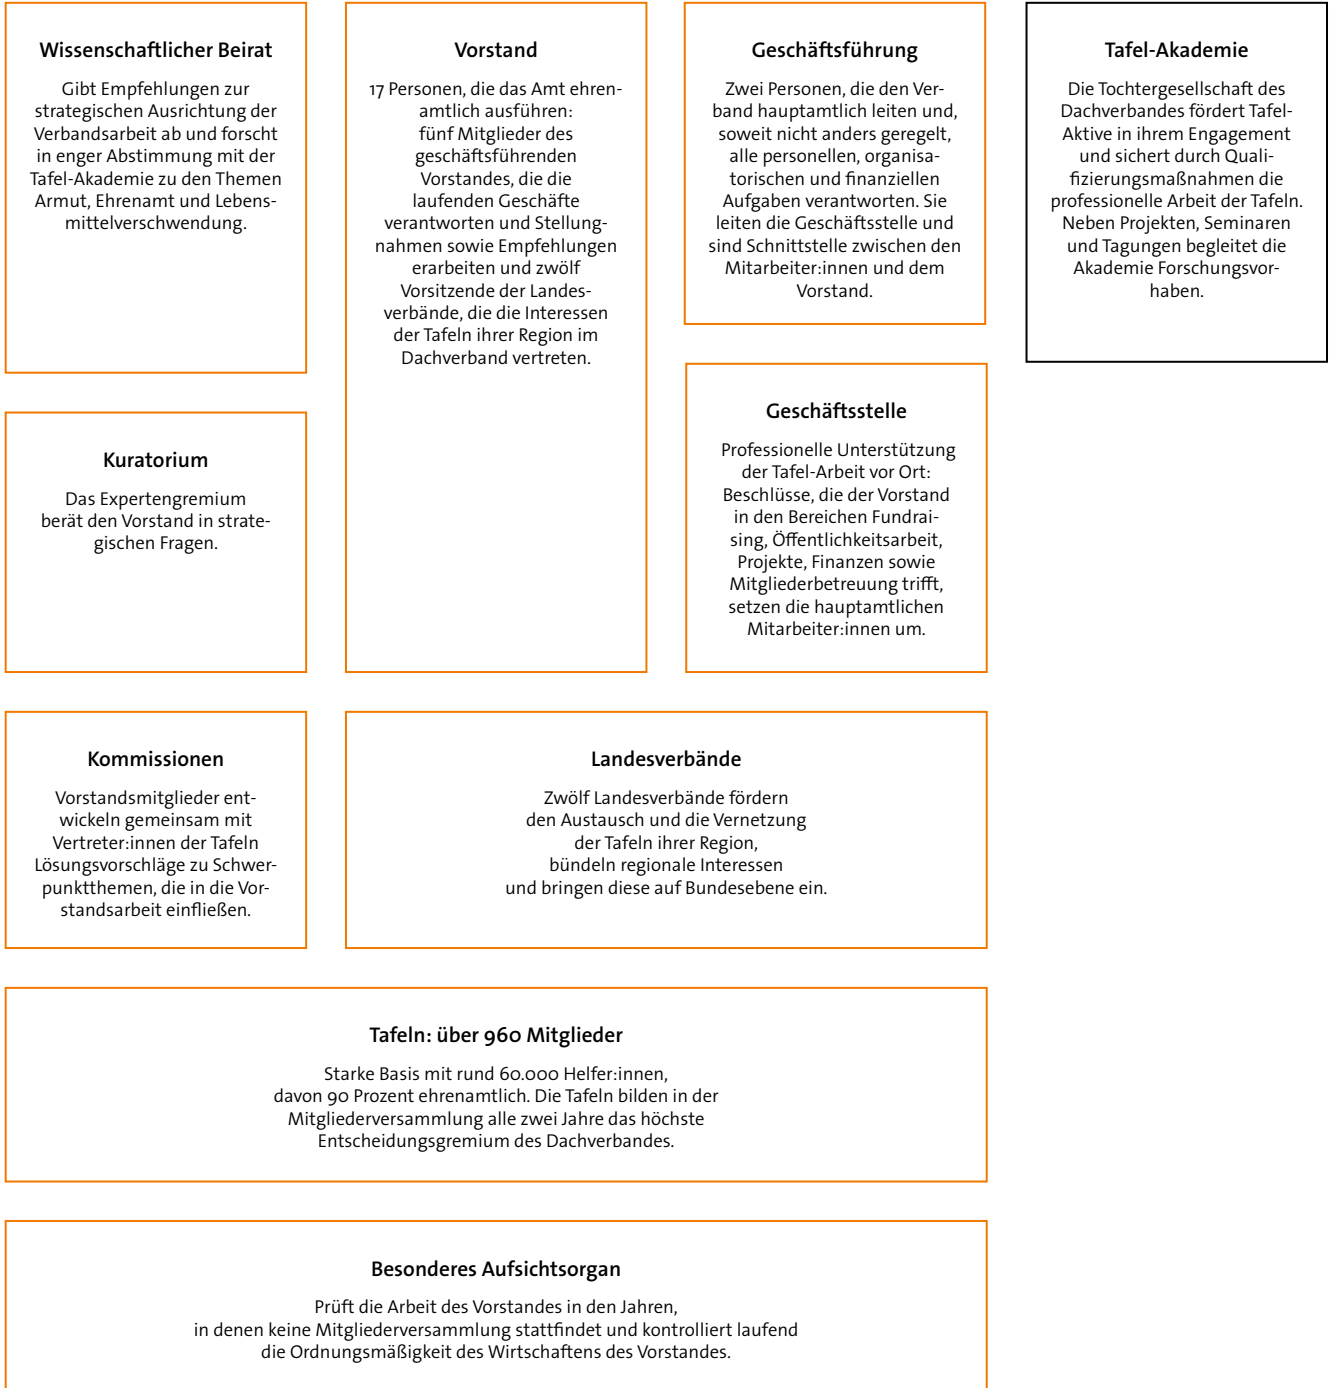 Wissenschaftlicher Beirat
Gibt Empfehlungen zur
strategischen Ausrichtung der
Verbandsarbeit ab und forscht
in enger Abstimmung mit der
Tafel-Akademie zu den Themen
Armut, Ehrenamt und Lebens-
mittelverschwendung.
Vorstand
17 Personen, die das Amt ehren-
amtlich ausführen:
fünf Mitglieder des
geschäftsführenden
Vorstandes, die die
laufenden Geschäfte
verantworten und Stellung-
nahmen sowie Empfehlungen
erarbeiten und zwölf
Vorsitzende der Landes-
verbände, die die Interessen
der Tafeln ihrer Region im
Dachverband vertreten.
Geschäftsführung
Zwei Personen, die den Ver-
band hauptamtlich leiten und,
soweit nicht anders geregelt,
alle personellen, organisa-
torischen und finanziellen
Aufgaben verantworten. Sie
leiten die Geschäftsstelle und
sind Schnittstelle zwischen den
Mitarbeiter:innen und dem
Vorstand.
Tafel-Akademie
Die Tochtergesellschaft des
Dachverbandes fördert Tafel-
Aktive in ihrem Engagement
und sichert durch Quali-
fizierungsmaßnahmen die
professionelle Arbeit der Tafeln.
Neben Projekten, Seminaren
und Tagungen begleitet die
Akademie Forschungsvor-
haben.
Kuratorium
Das Expertengremium
berät den Vorstand in strate-
gischen Fragen.
Geschäftsstelle
Professionelle Unterstützung
der Tafel-Arbeit vor Ort:
Beschlüsse, die der Vorstand
in den Bereichen Fundrai-
sing, Öffentlichkeitsarbeit,
Projekte, Finanzen sowie
Mitgliederbetreuung trifft,
setzen die hauptamtlichen
Mitarbeiter:innen um.
Kommissionen
Vorstandsmitglieder ent-
wickeln gemeinsam mit
Vertreter:innen der Tafeln
Lösungsvorschläge zu Schwer-
punktthemen, die in die Vor-
standsarbeit einfließen.
Landesverbände
Zwölf Landesverbände fördern
den Austausch und die Vernetzung
der Tafeln ihrer Region,
bündeln regionale Interessen
und bringen diese auf Bundesebene ein.
Tafeln: über 960 Mitglieder
Starke Basis mit rund 60.000 Helfer:innen,
davon 90 Prozent ehrenamtlich. Die Tafeln bilden in der
Mitgliederversammlung alle zwei Jahre das höchste
Entscheidungsgremium des Dachverbandes.
Besonderes Aufsichtsorgan
Prüft die Arbeit des Vorstandes in den Jahren,
in denen keine Mitgliederversammlung stattfindet und kontrolliert laufend
die Ordnungsmäßigkeit des Wirtschaftens des Vorstandes.